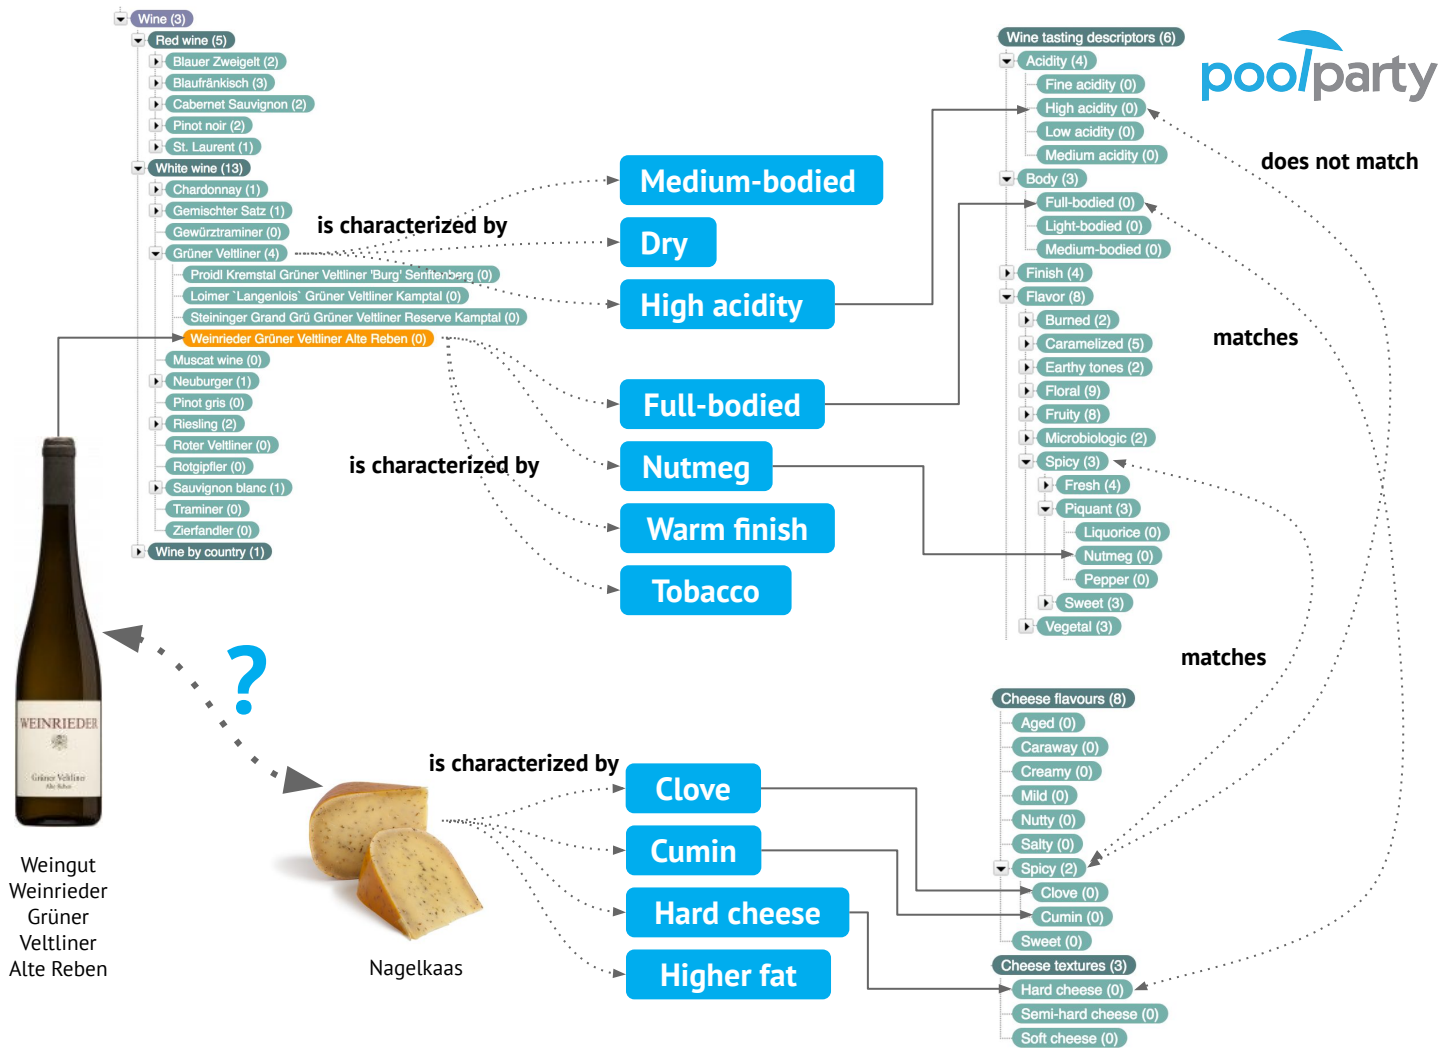 Wine (3)
Red wine (5)
Blauer Zweigelt (2)
Blaufränkisch (3)
Cabernet Sauvignon (2)
Pinot noir (2)
St. Laurent (1)
White wine (13)
Chardonnay (1)
Gemischter Satz (1)
Gewürztraminer (0)
Grüner Veltliner (4)
Proidl Kremstal Grüner Veltliner 'Burg' Senftenberg (0)
Loimer `Langenlois` Grüner Veltliner Kamptal (0)
Steininger Grand Grü Grüner Veltliner Reserve Kamptal (0)
Weinrieder Grüner Veltliner Alte Reben (0)
Muscat wine (0)
Neuburger (1)
Pinot gris (0)
Riesling (2)
Roter Veltliner (0)
Rotgipfler (0)
Sauvignon blanc (1)
Traminer (0)
Zierfandler (0)
Wine by country (1)
is characterized by
Medium-bodied
Dry
High acidity
is characterized by
Full-bodied
Nutmeg
Warm finish
Tobacco
Wine tasting descriptors (6)
Acidity (4)
Fine acidity (0)
High acidity (0)
Low acidity (0)
Medium acidity (0)
Body (3)
Full-bodied (0)
Light-bodied (0)
Medium-bodied (0)
Finish (4)
Flavor (8)
Burned (2)
Caramelized (5)
Earthy tones (2)
Floral (9)
Fruity (8)
Microbiologic (2)
Spicy (3)
Fresh (4)
Piquant (3)
Liquorice (0)
Nutmeg (0)
Pepper (0)
Sweet (3)
Vegetal (3)
poolparty
does not match
matches
matches
WEINRIEDER
Grüner Veltliner
Alte Reben
Weingut
Weinrieder
Grüner
Veltliner
Alte Reben
?
Nagelkaas
is characterized by
Clove
Cumin
Hard cheese
Higher fat
Cheese flavours (8)
Aged (0)
Caraway (0)
Creamy (0)
Mild (0)
Nutty (0)
Salty (0)
Spicy (2)
Clove (0)
Cumin (0)
Sweet (0)
Cheese textures (3)
Hard cheese (0)
Semi-hard cheese (0)
Soft cheese (0)